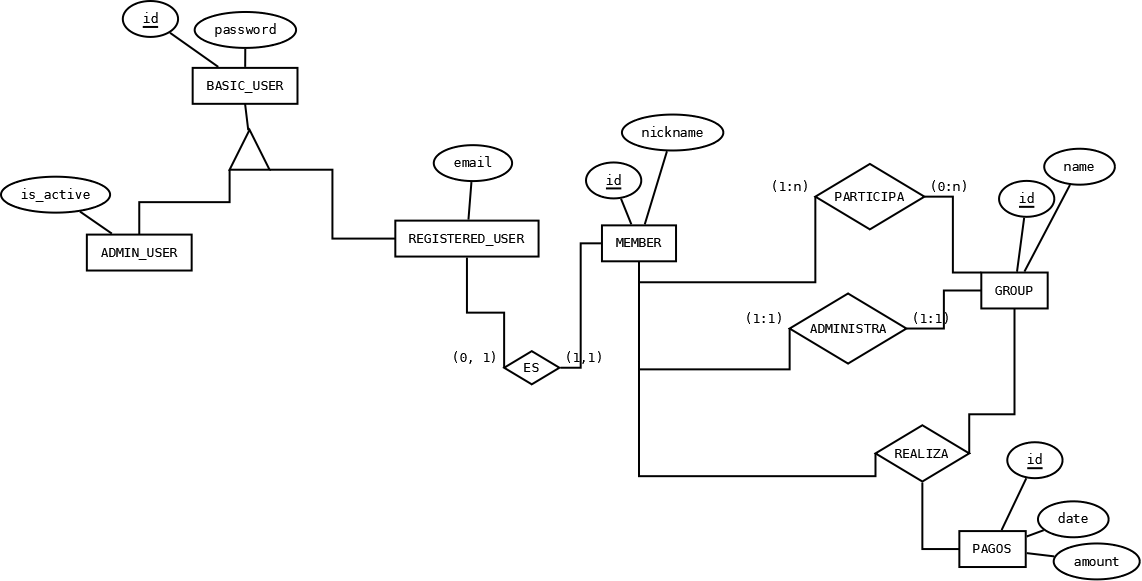 id
password
BASIC_USER
nickname
email
name
id
(1:n)
(0:n)
is_active
PARTICIPA
id
REGISTERED_USER
MEMBER
ADMIN_USER
GROUP
(1:1)
(1:1)
ADMINISTRA
(0, 1)
(1,1)
ES
REALIZA
id
date
PAGOS
amount